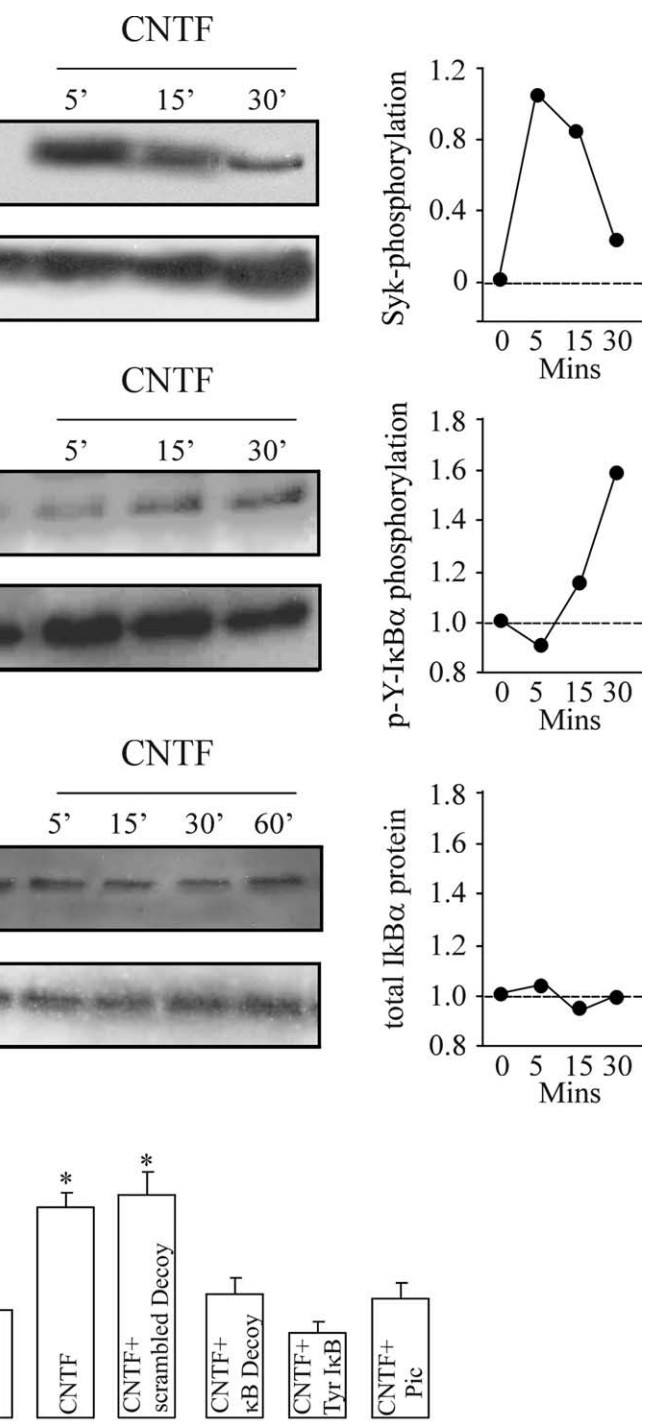 CNTF
5’ 15’ 30’
Syk-phosphorylation
1.2
0.8
0.4
0
0 5 15 30
Mins
CNTF
5’ 15’ 30’
p-Y-IκBα phosphorylation
1.8
1.6
1.4
1.2
1.0
0.8
0 5 15 30
Mins
CNTF
5’ 15’ 30’ 60’
total IkBα protein
1.8
1.6
1.4
1.2
1.0
0.8
0 5 15 30
Mins
* *
CNTF
CNTF+
scrambled Decoy
CNTF+
κB Decoy
CNTF+
Tyr IκB
CNTF+
Pic